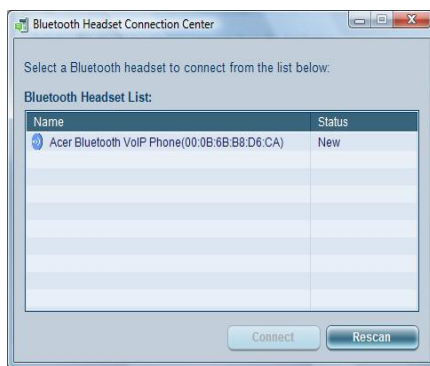 Bluetooth Headset Connection Center
Select a Bluetooth headset to connect from the list below:
Bluetooth Headset List:
Name Status
Acer Bluetooth VoIP Phone(00:0B:6B:B8:D6:CA) New
Connect Rescan